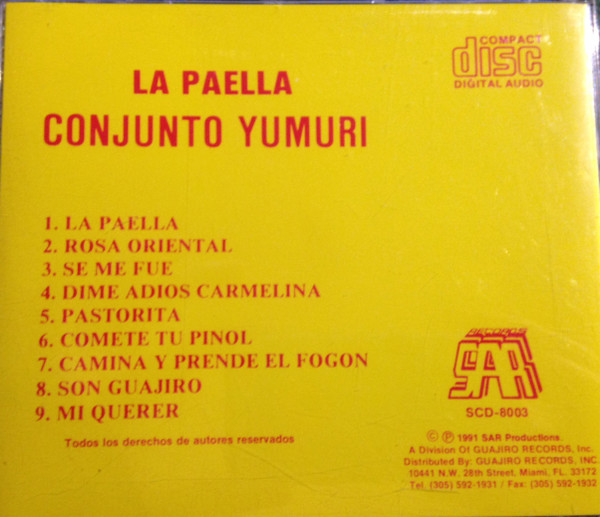 COMPACT
disc
DIGITAL AUDIO
LA PAELLA
CONJUNTO YUMURI
1. LA PAELLA
2. ROSA ORIENTAL
3. SE ME FUE
4. DIME ADIOS CARMELINA
5. PASTORITA
6. COMETE TU PINOL
7. CAMINA Y PRENDE EL FOGON
8. SON GUAJIRO
9. MI QUERER
Todos los derechos de autores reservados
RECORDS
SAR
SCD-8003
© ℗ 1991 SAR Productions.
A Division Of GUAJIRO RECORDS, Inc.
Distributed By: GUAJIRO RECORDS, INC
10441 N.W. 28th Street, Miami, FL. 33172
Tel. (305) 592-1931 / Fax: (305) 592-1932